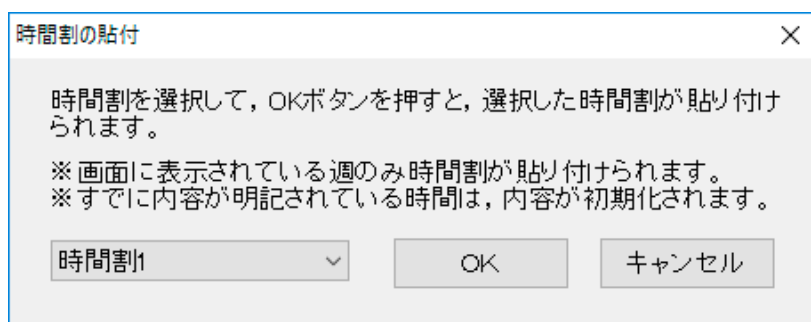 時間割の貼付
時間割を選択して，OKボタンを押すと，選択した時間割が貼り付け
られます。
※画面に表示されている週のみ時間割が貼り付けられます。
※すでに内容が明記されている時間は，内容が初期化されます。
時間割1
OK
キャンセル